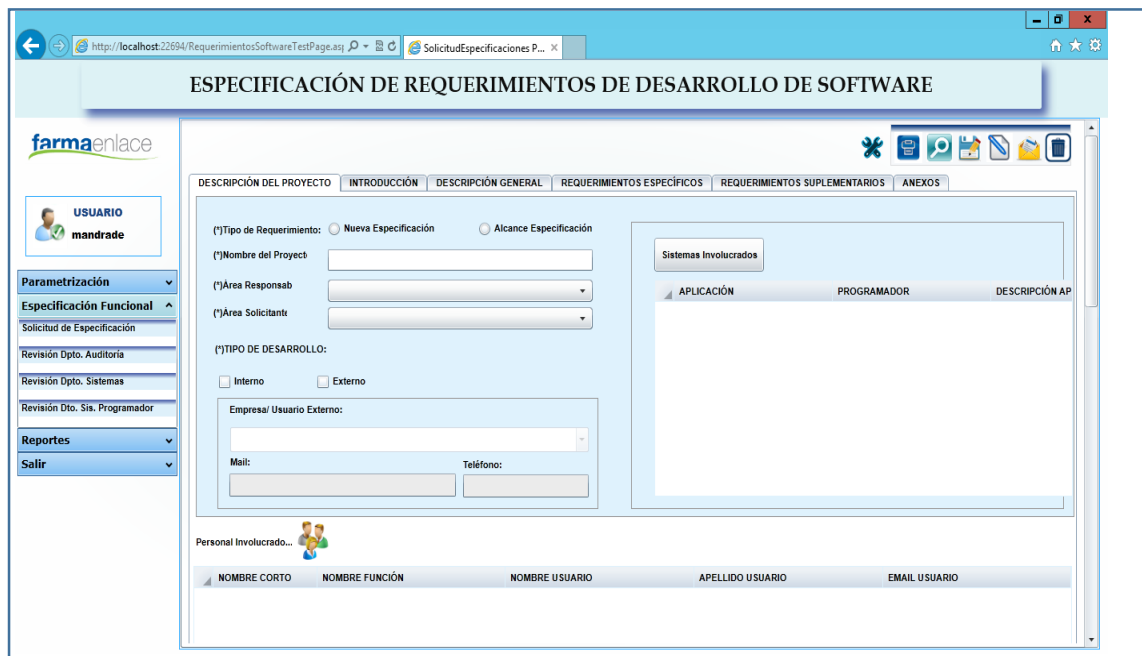 http://localhost:22694/RequerimientosSoftwareTestPage.asp
SolicitudEspecificaciones P...
ESPECIFICACIÓN DE REQUERIMIENTOS DE DESARROLLO DE SOFTWARE
farmaenlace
USUARIO
mandrade
Parametrización
Especificación Funcional
Solicitud de Especificación
Revisión Dpto. Auditoría
Revisión Dpto. Sistemas
Revisión Dto. Sis. Programador
Reportes
Salir
DESCRIPCIÓN DEL PROYECTO INTRODUCCIÓN DESCRIPCIÓN GENERAL REQUERIMIENTOS ESPECÍFICOS REQUERIMIENTOS SUPLEMENTARIOS ANEXOS
(*)Tipo de Requerimiento: Nueva Especificación Alcance Especificación
(*)Nombre del Proyect
(*)Área Responsab
(*)Área Solicitante
(*)TIPO DE DESARROLLO:
Interno Externo
Empresa/ Usuario Externo:
Mail: Teléfono:
Sistemas Involucrados
APLICACIÓN PROGRAMADOR DESCRIPCIÓN AP
Personal Involucrado...
NOMBRE CORTO NOMBRE FUNCIÓN NOMBRE USUARIO APELLIDO USUARIO EMAIL USUARIO